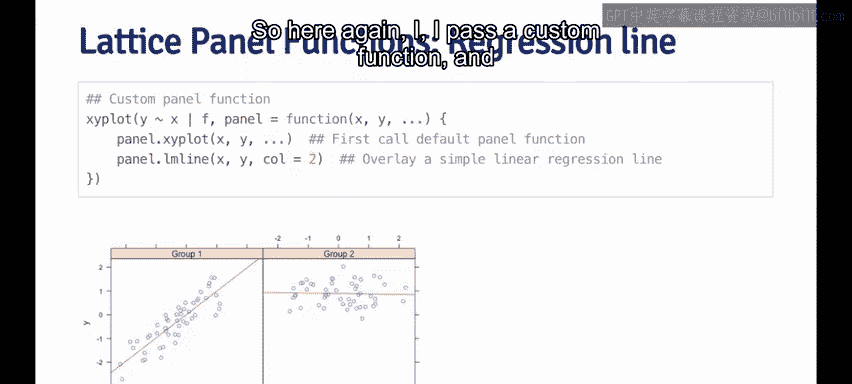 GPT中英字幕课程资源@bilibili.com
So here again, I, I pass a custom
function, and
Lattice Panel Functions: Regression line
## Custom panel function
xyplot(y ~ x | f, panel = function(x, y, ...) {
panel.xyplot(x, y, ...)  ## First call default panel function
panel.lmline(x, y, col = 2)  ## Overlay a simple linear regression line
})
-2 -1 0 1 2
Group 1 Group 2
2
1
0
-1
-2
y